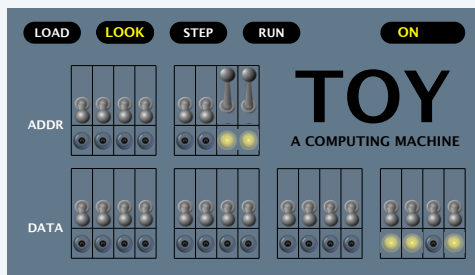 LOAD LOOK STEP RUN ON
TOY
ADDR
A COMPUTING MACHINE
DATA